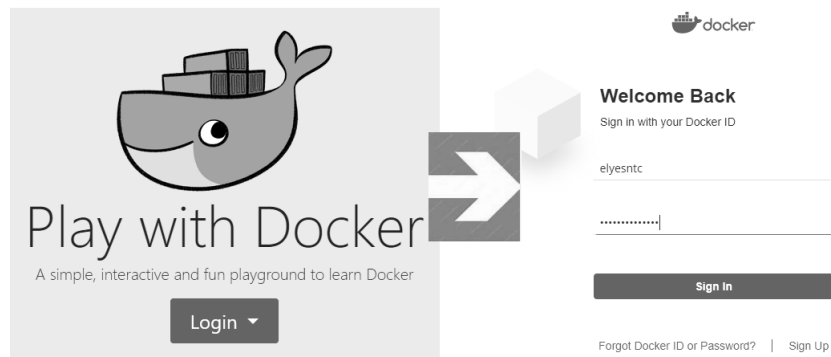 Play with Docker
A simple, interactive and fun playground to learn Docker
Login
docker
Welcome Back
Sign in with your Docker ID
elyesntc
••••••••••••••
Sign In
Forgot Docker ID or Password? | Sign Up